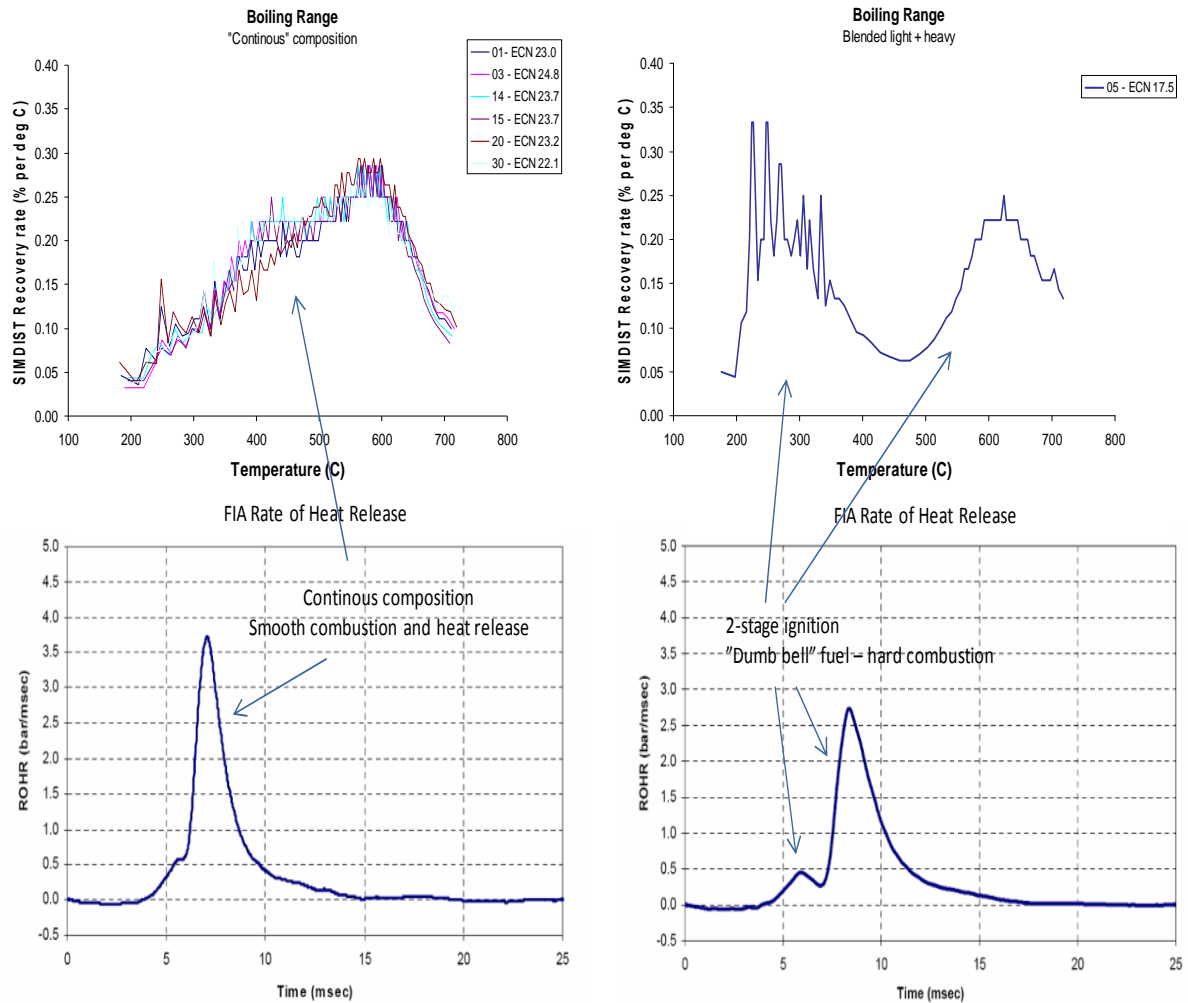 Boiling Range
"Continous" composition
01- ECN 23.0
03 - ECN 24.8
14 - ECN 23.7
15 - ECN 23.7
20 - ECN 23.2
30 - ECN 22.1
SIMDIST Recovery rate (% per deg C)
0.40
0.35
0.30
0.25
0.20
0.15
0.10
0.05
0.00
100 200 300 400 500 600 700 800
Temperature (C)
Boiling Range
Blended light + heavy
05 - ECN 17.5
SIMDIST Recovery rate (% per deg C)
0.40
0.35
0.30
0.25
0.20
0.15
0.10
0.05
0.00
100 200 300 400 500 600 700 800
Temperature (C)
FIA Rate of Heat Release
ROHR (bar/msec)
5.0
4.5
4.0
3.5
3.0
2.5
2.0
1.5
1.0
0.5
0.0
-0.5
Continous composition
Smooth combustion and heat release
0 5 10 15 20 25
Time (msec)
FIA Rate of Heat Release
ROHR (bar/msec)
5.0
4.5
4.0
3.5
3.0
2.5
2.0
1.5
1.0
0.5
0.0
-0.5
2-stage ignition
”Dumb bell” fuel – hard combustion
0 5 10 15 20 25
Time (msec)